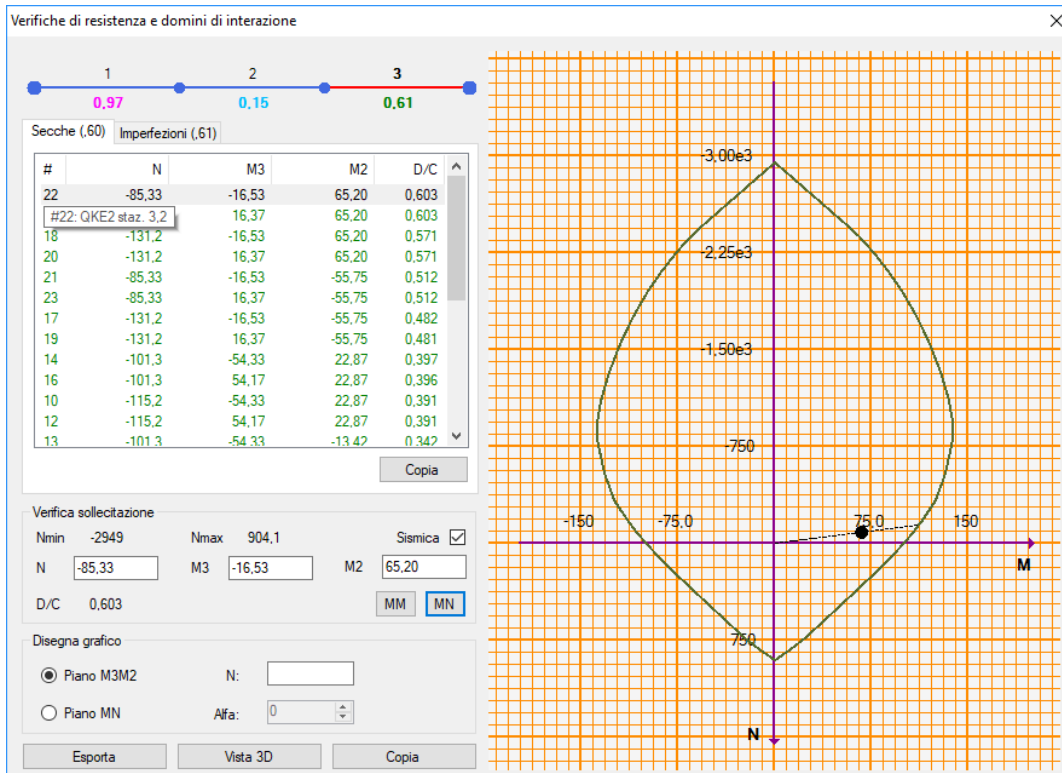 Verifiche di resistenza e domini di interazione
1 2 3
0,97 0,15 0,61
Secche (,60) Imperfezioni (,61)
# N M3 M2 D/C
22 -85,33 -16,53 65,20 0,603
#22: QKE2 staz. 3,2 16,37 65,20 0,603
18 -131,2 -16,53 65,20 0,571
20 -131,2 16,37 65,20 0,571
21 -85,33 -16,53 -55,75 0,512
23 -85,33 16,37 -55,75 0,512
17 -131,2 -16,53 -55,75 0,482
19 -131,2 16,37 -55,75 0,481
14 -101,3 -54,33 22,87 0,397
16 -101,3 54,17 22,87 0,396
10 -115,2 -54,33 22,87 0,391
12 -115,2 54,17 22,87 0,391
13 -101,3 -54,33 -13,42 0,342
Copia
Verifica sollecitazione
Nmin -2949 Nmax 904,1 Sismica
N -85,33 M3 -16,53 M2 65,20
D/C 0,603 MM MN
Disegna grafico
Piano M3M2 N:
Piano MN Alfa: 0
Esporta Vista 3D Copia
-3,00e3
-2,25e3
-1,50e3
-750
-150 -75,0 75,0 150
M
750
N